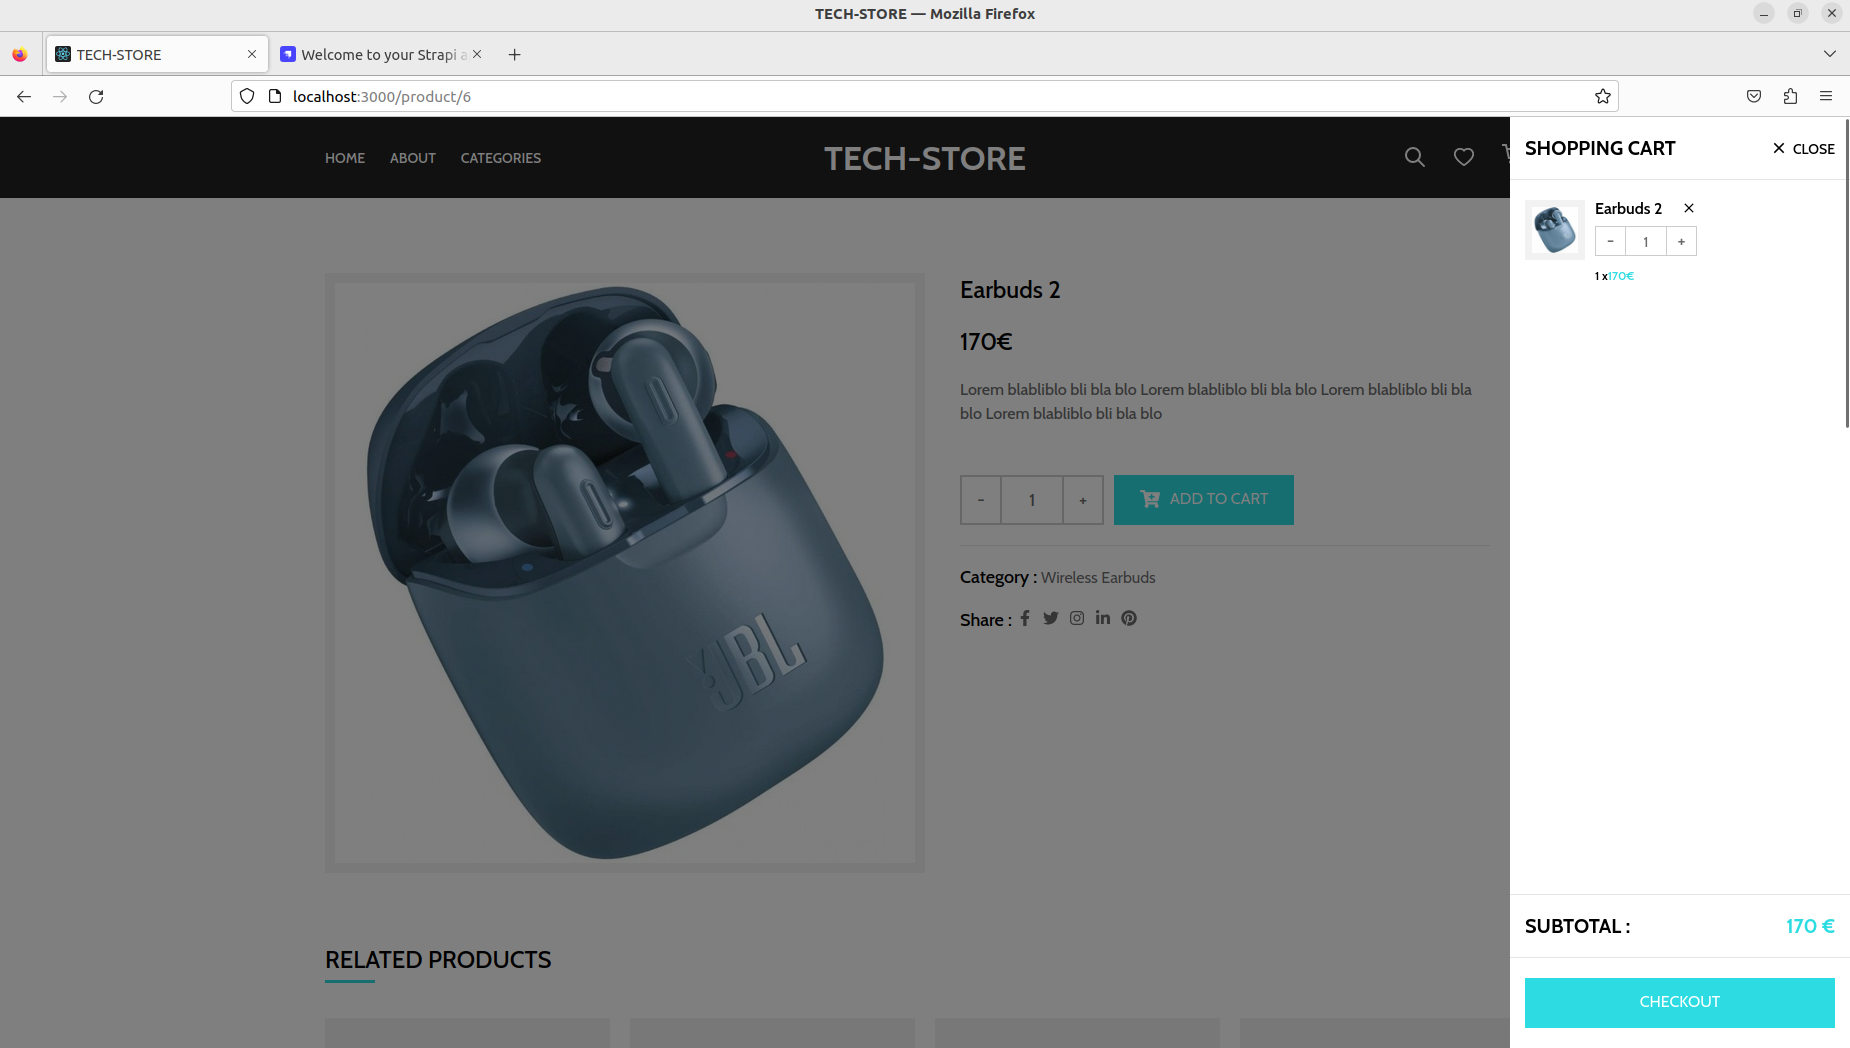 TECH-STORE — Mozilla Firefox
TECH-STORE
Welcome to your Strapi a
localhost:3000/product/6
HOME
ABOUT
CATEGORIES
TECH-STORE
SHOPPING CART
CLOSE
Earbuds 2
- 1 +
1 x170€
Earbuds 2
170€
Lorem blabliblo bli bla blo Lorem blabliblo bli bla blo Lorem blabliblo bli bla
blo Lorem blabliblo bli bla blo
- 1 +
ADD TO CART
Category : Wireless Earbuds
Share :
JBL
RELATED PRODUCTS
SUBTOTAL :
170 €
CHECKOUT